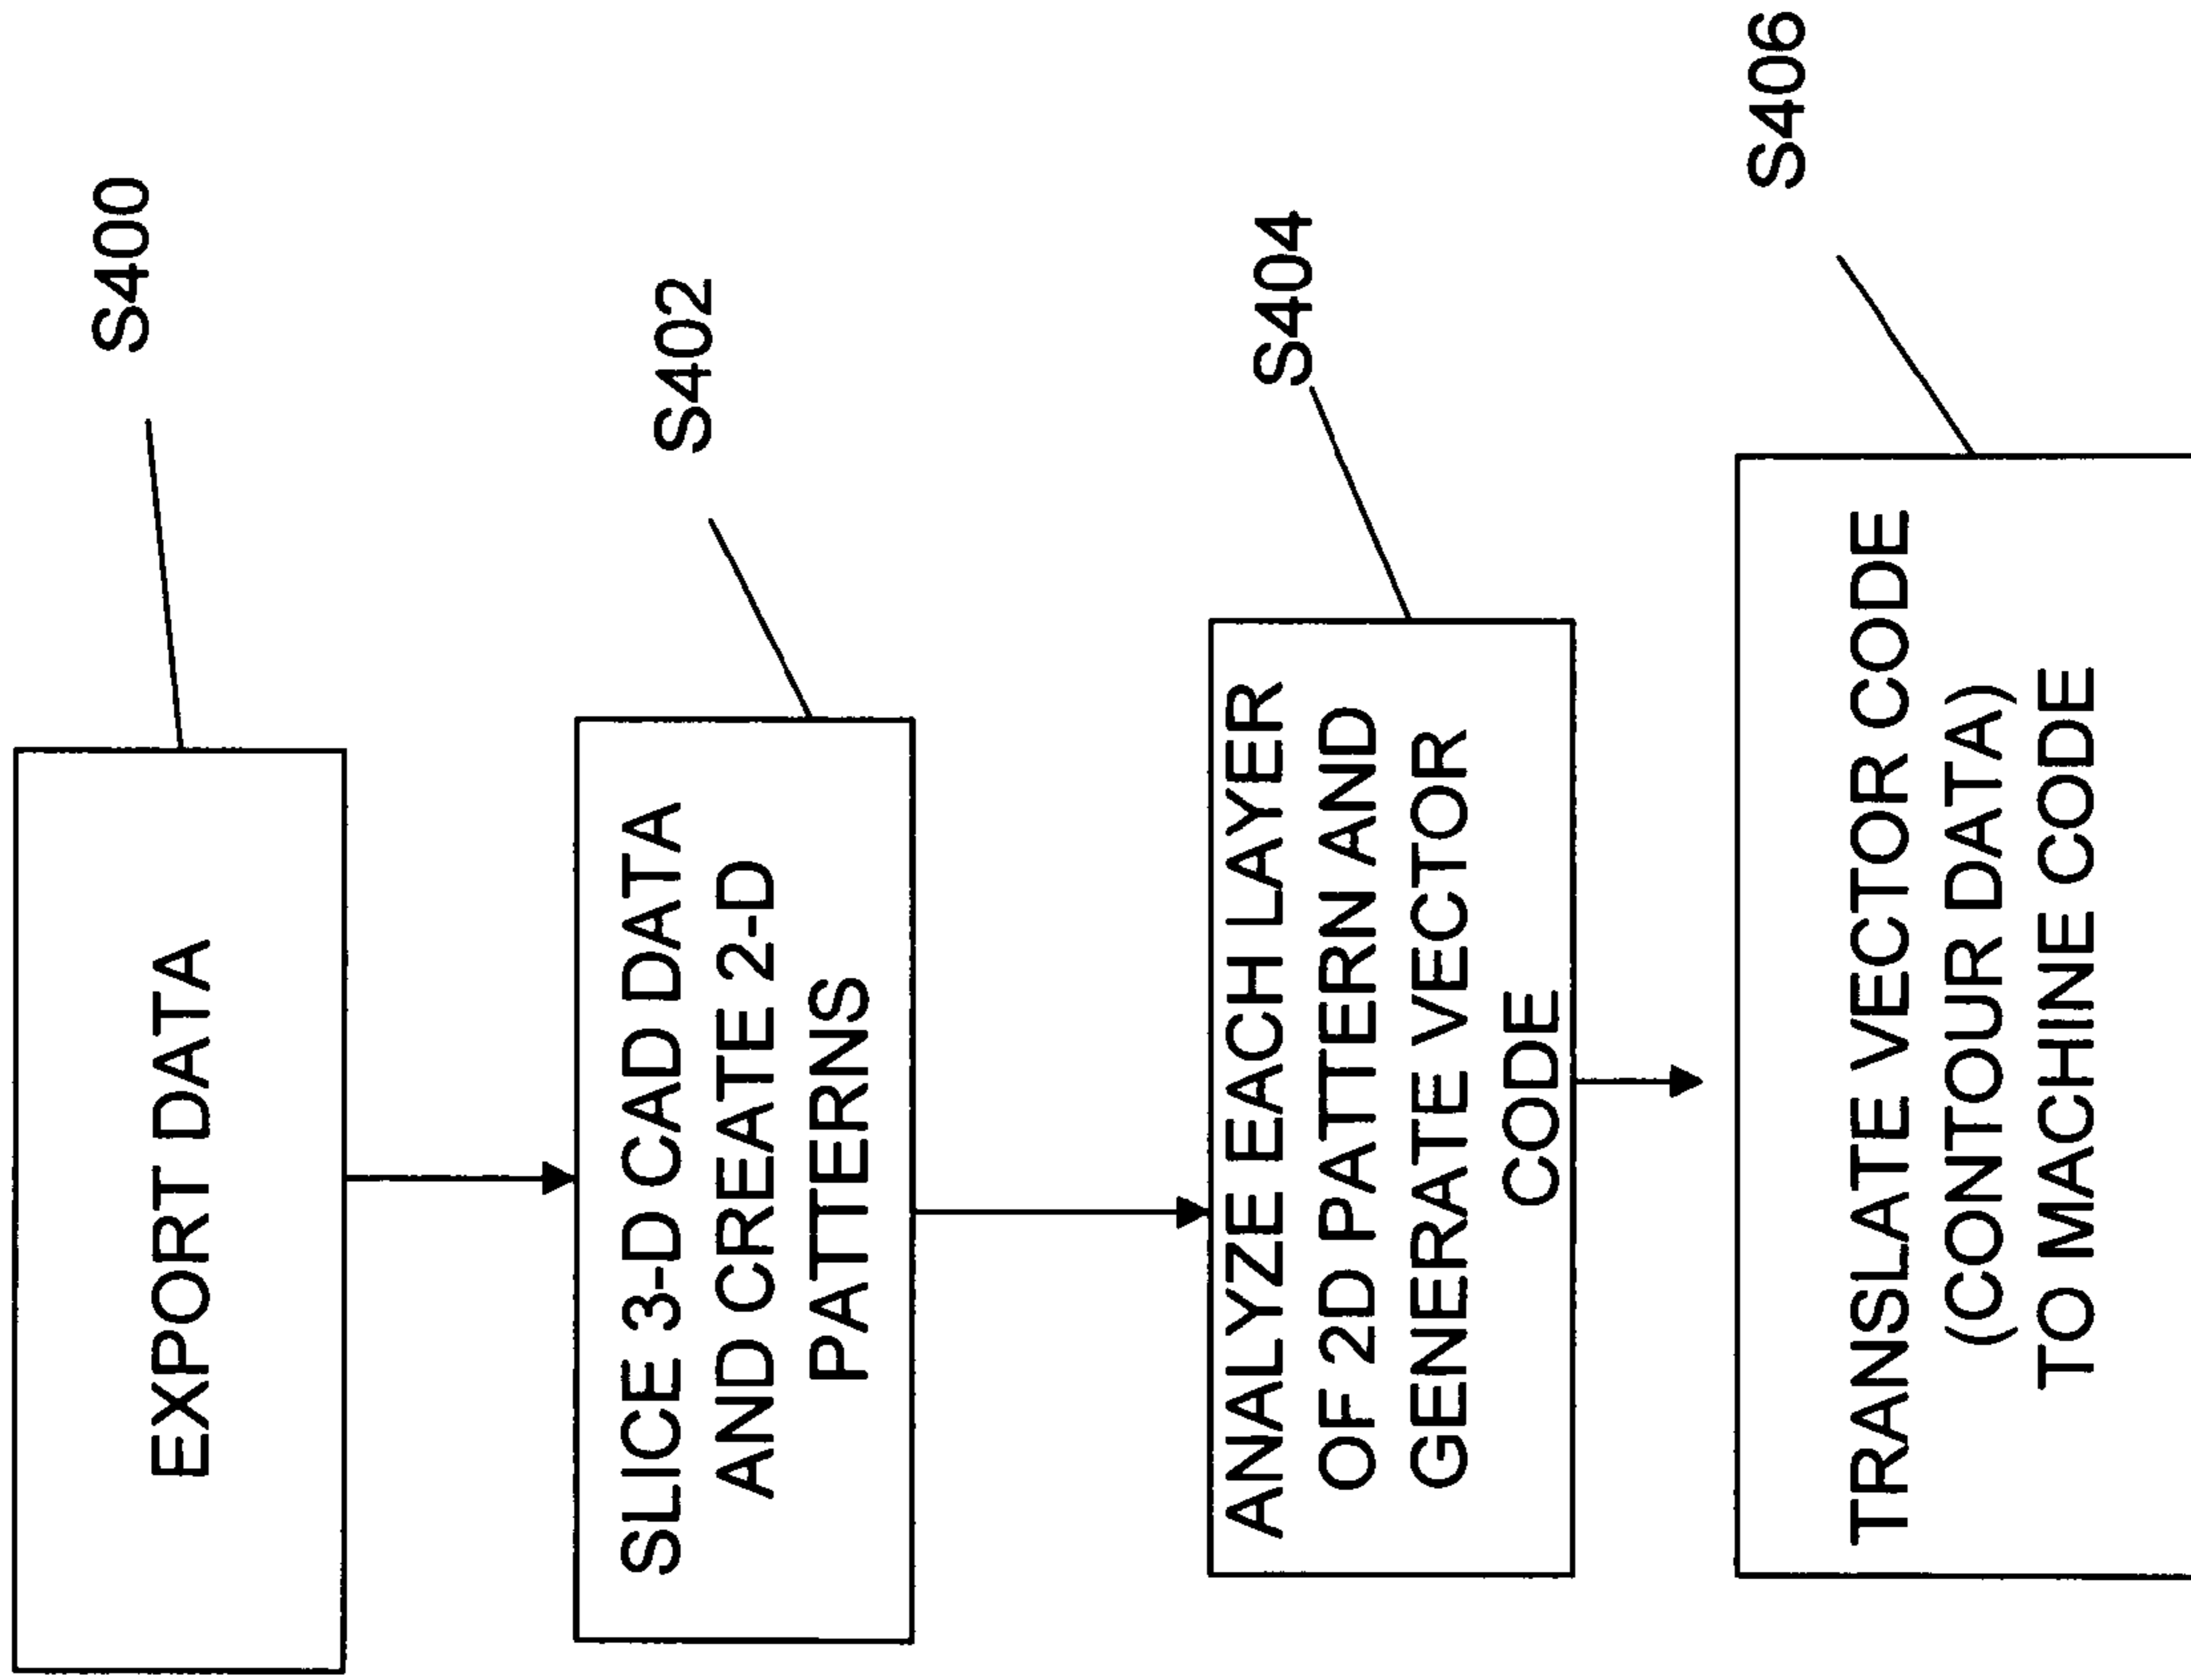 EXPORT DATA
S400
SLICE 3-D CAD DATA
AND CREATE 2-D
PATTERNS
S402
ANALYZE EACH LAYER
OF 2D PATTERN AND
GENERATE VECTOR
CODE
S404
TRANSLATE VECTOR CODE
(CONTOUR DATA)
TO MACHINE CODE
S406